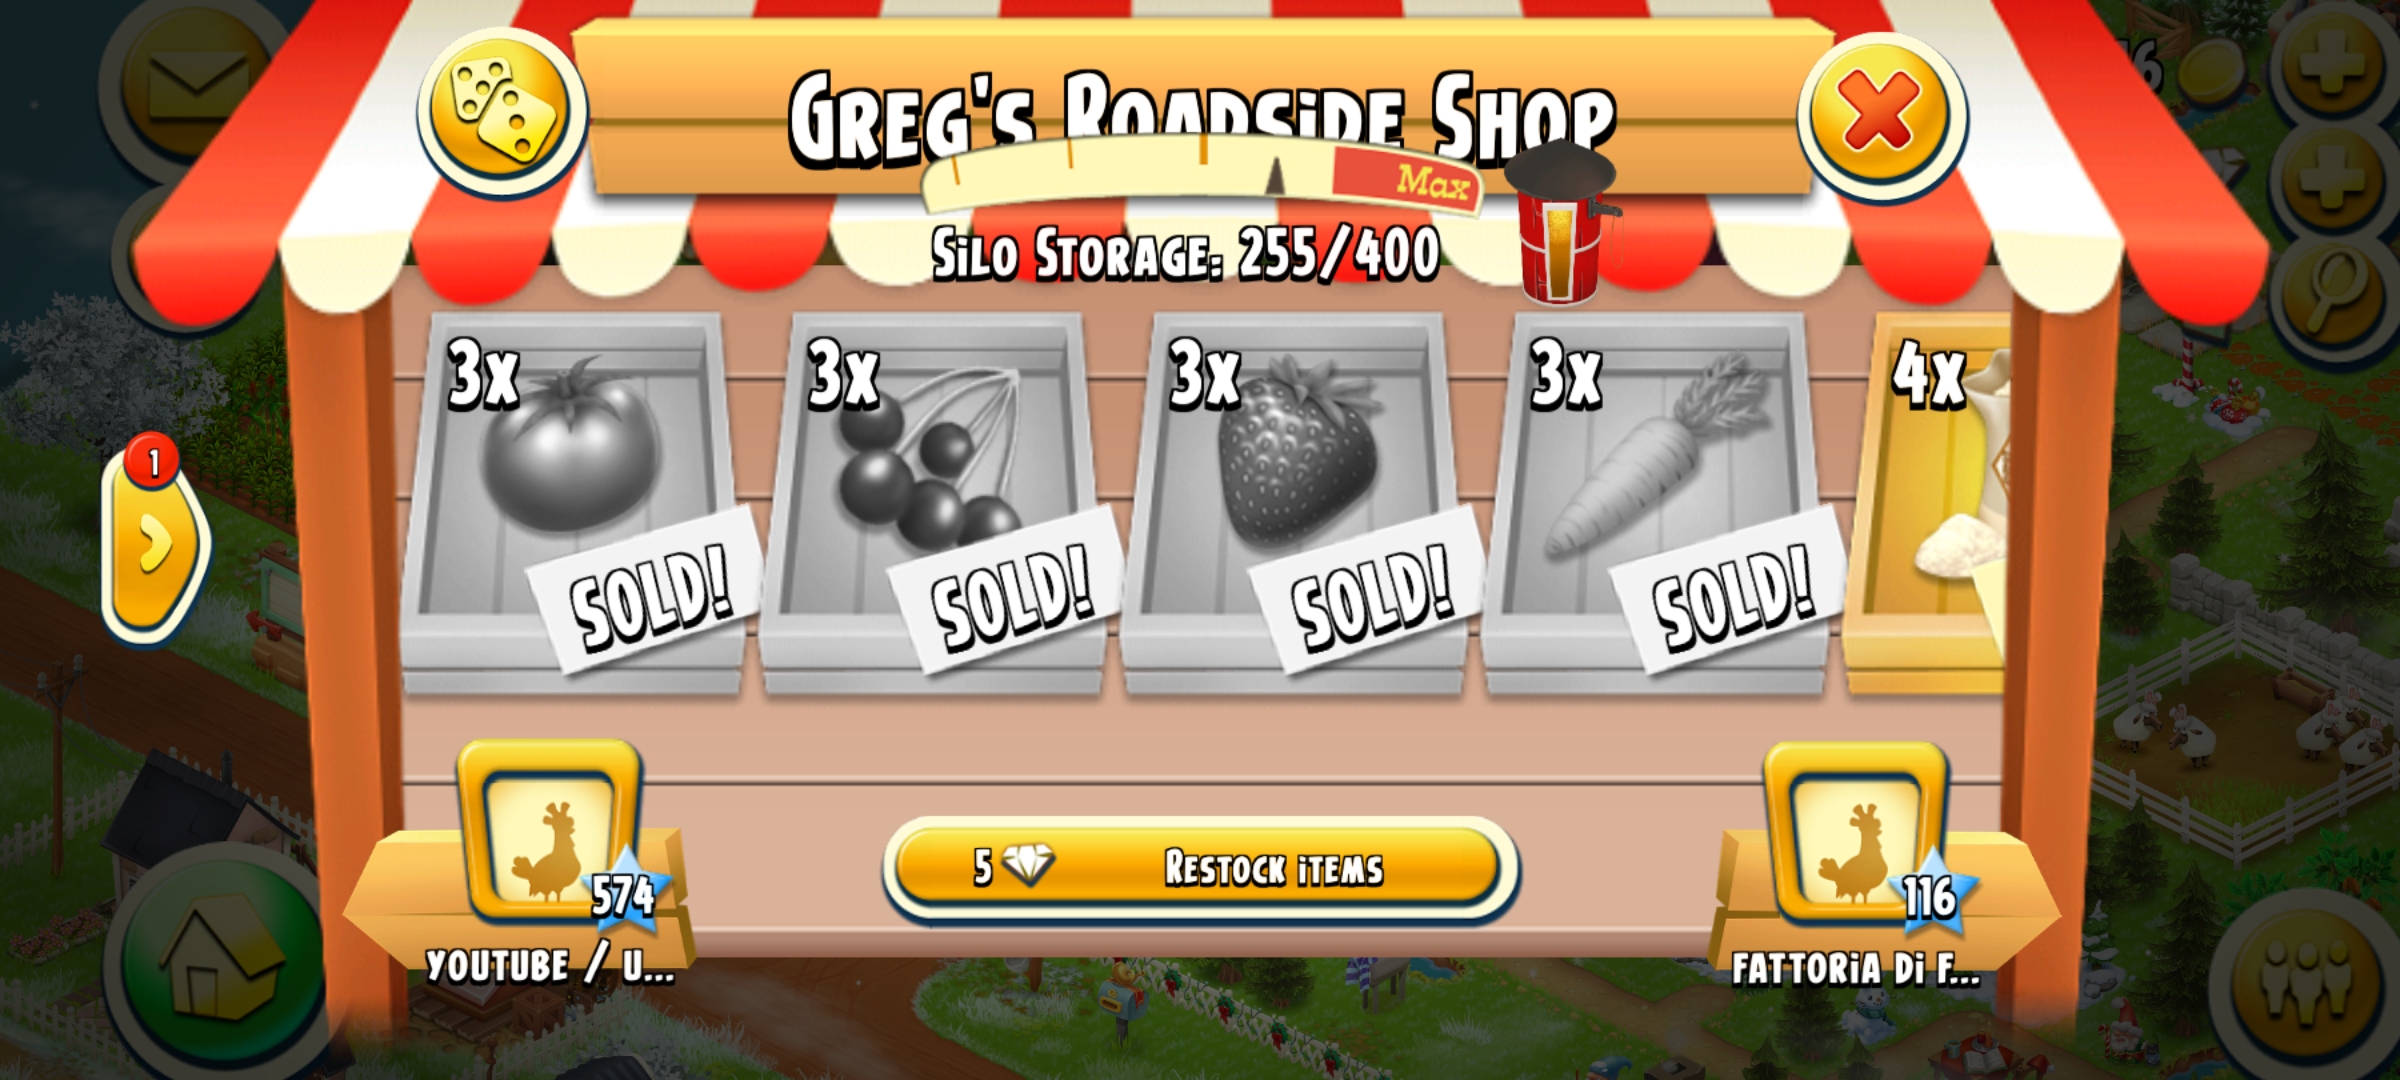 GREG'S ROADSIDE SHOP
Max
SILO STORAGE: 255/400
3x
3x
3x
3x
4x
1
SOLD!
SOLD!
SOLD!
SOLD!
5 RESTOCK ITEMS
574
116
YOUTUBE / U...
FATTORIA DI F...